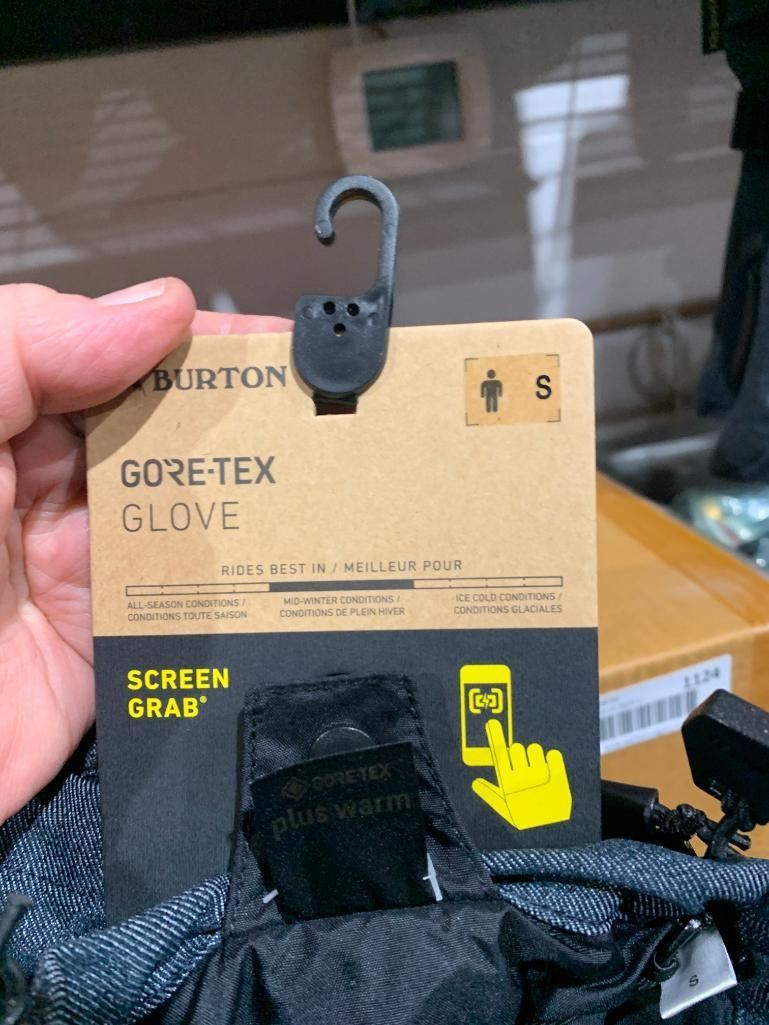 BURTON
S
GORE-TEX
GLOVE
RIDES BEST IN / MEILLEUR POUR
ALL-SEASON CONDITIONS /
CONDITIONS TOUTE SAISON
MID-WINTER CONDITIONS /
CONDITIONS DE PLEIN HIVER
ICE COLD CONDITIONS /
CONDITIONS GLACIALES
SCREEN
GRAB®
GORE-TEX
plus warm
1124
S